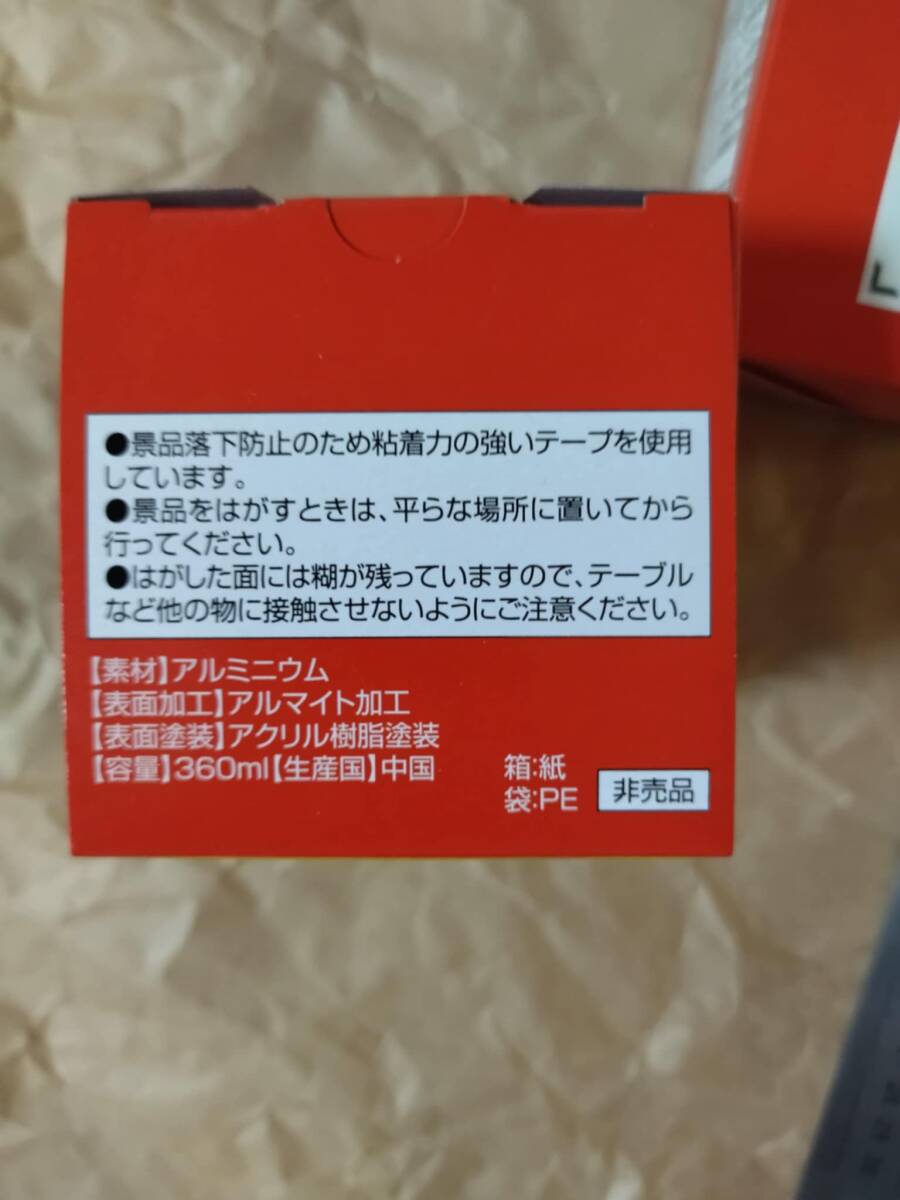 ●景品落下防止のため粘着力の強いテープを使用
しています。
●景品をはがすときは、平らな場所に置いてから
行ってください。
●はがした面には糊が残っていますので、テーブル
など他の物に接触させないようにご注意ください。
【素材】アルミニウム
【表面加工】アルマイト加工
【表面塗装】アクリル樹脂塗装
【容量】360ml【生産国】中国
箱:紙
袋:PE
非売品
L